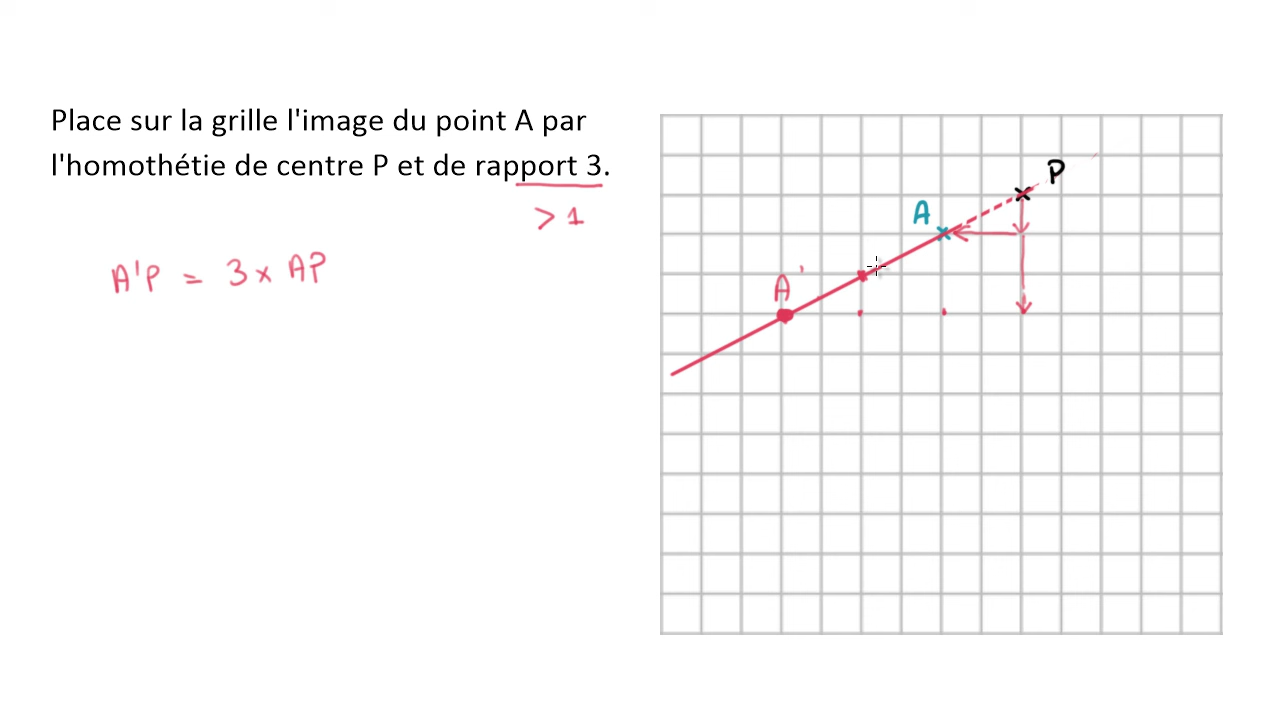 Place sur la grille l'image du point A par
l'homothétie de centre P et de rapport 3.
> 1
A'P = 3 x AP
P
A
A'